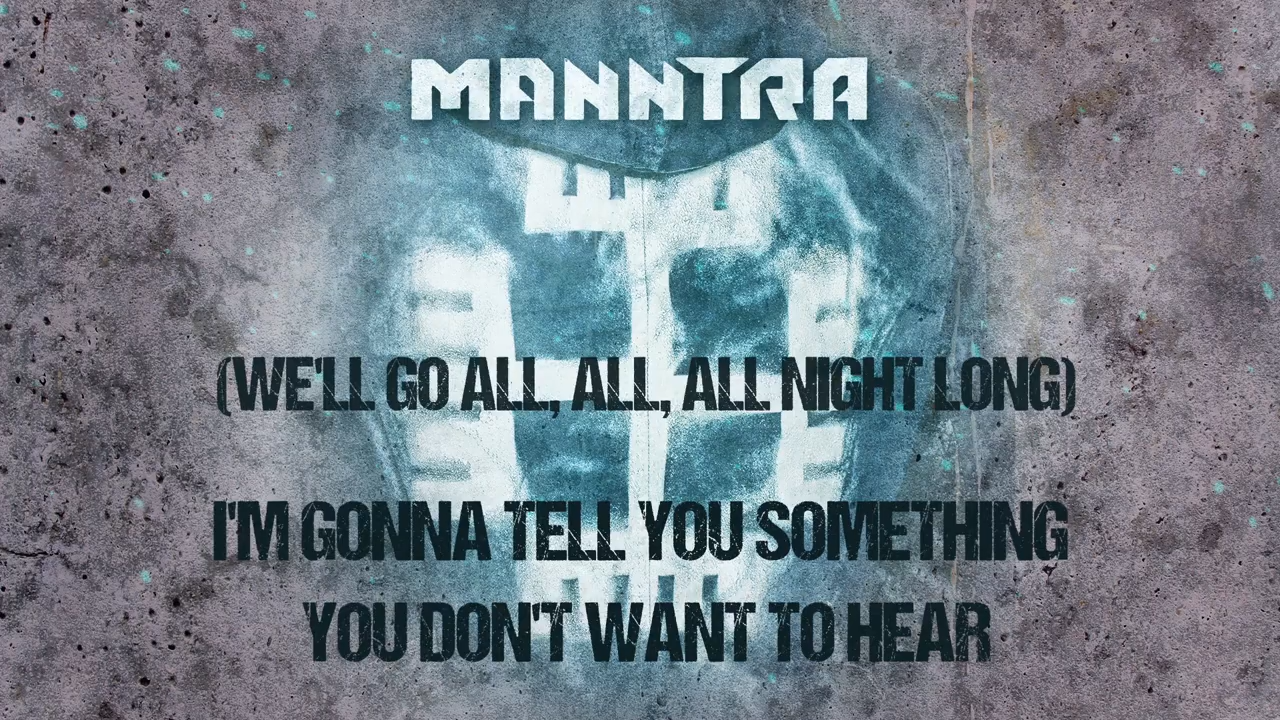 MANNTRA
(WE'LL GO ALL, ALL, ALL NIGHT LONG)
I'M GONNA TELL YOU SOMETHING
YOU DON'T WANT TO HEAR